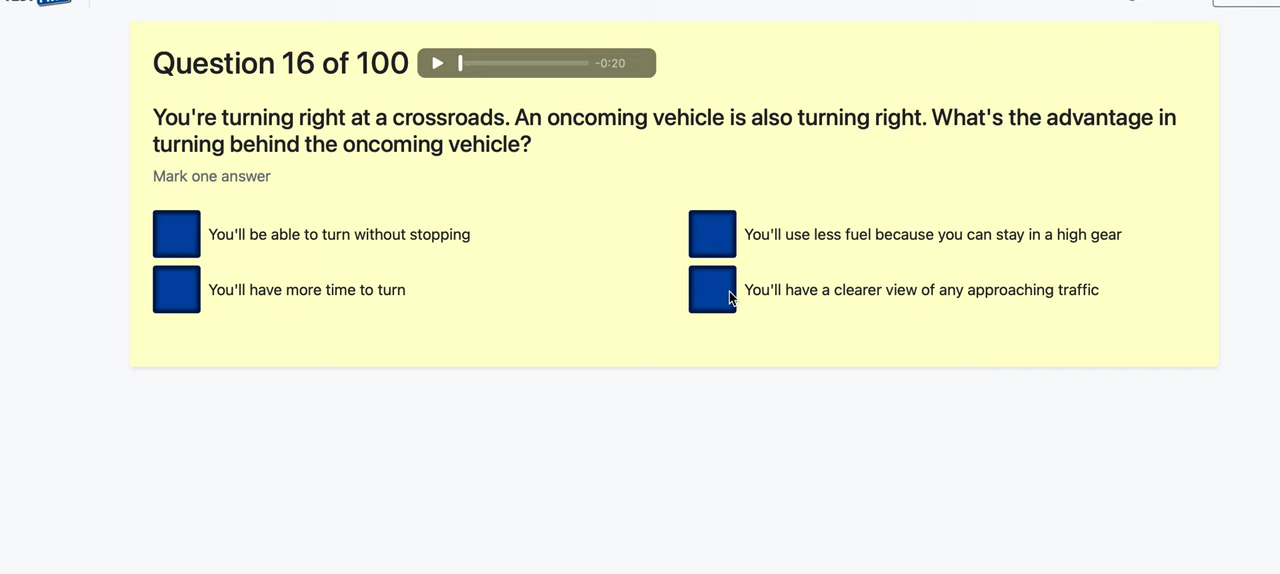 Question 16 of 100
-0:20
You're turning right at a crossroads. An oncoming vehicle is also turning right. What's the advantage in
turning behind the oncoming vehicle?
Mark one answer
You'll be able to turn without stopping
You'll use less fuel because you can stay in a high gear
You'll have more time to turn
You'll have a clearer view of any approaching traffic